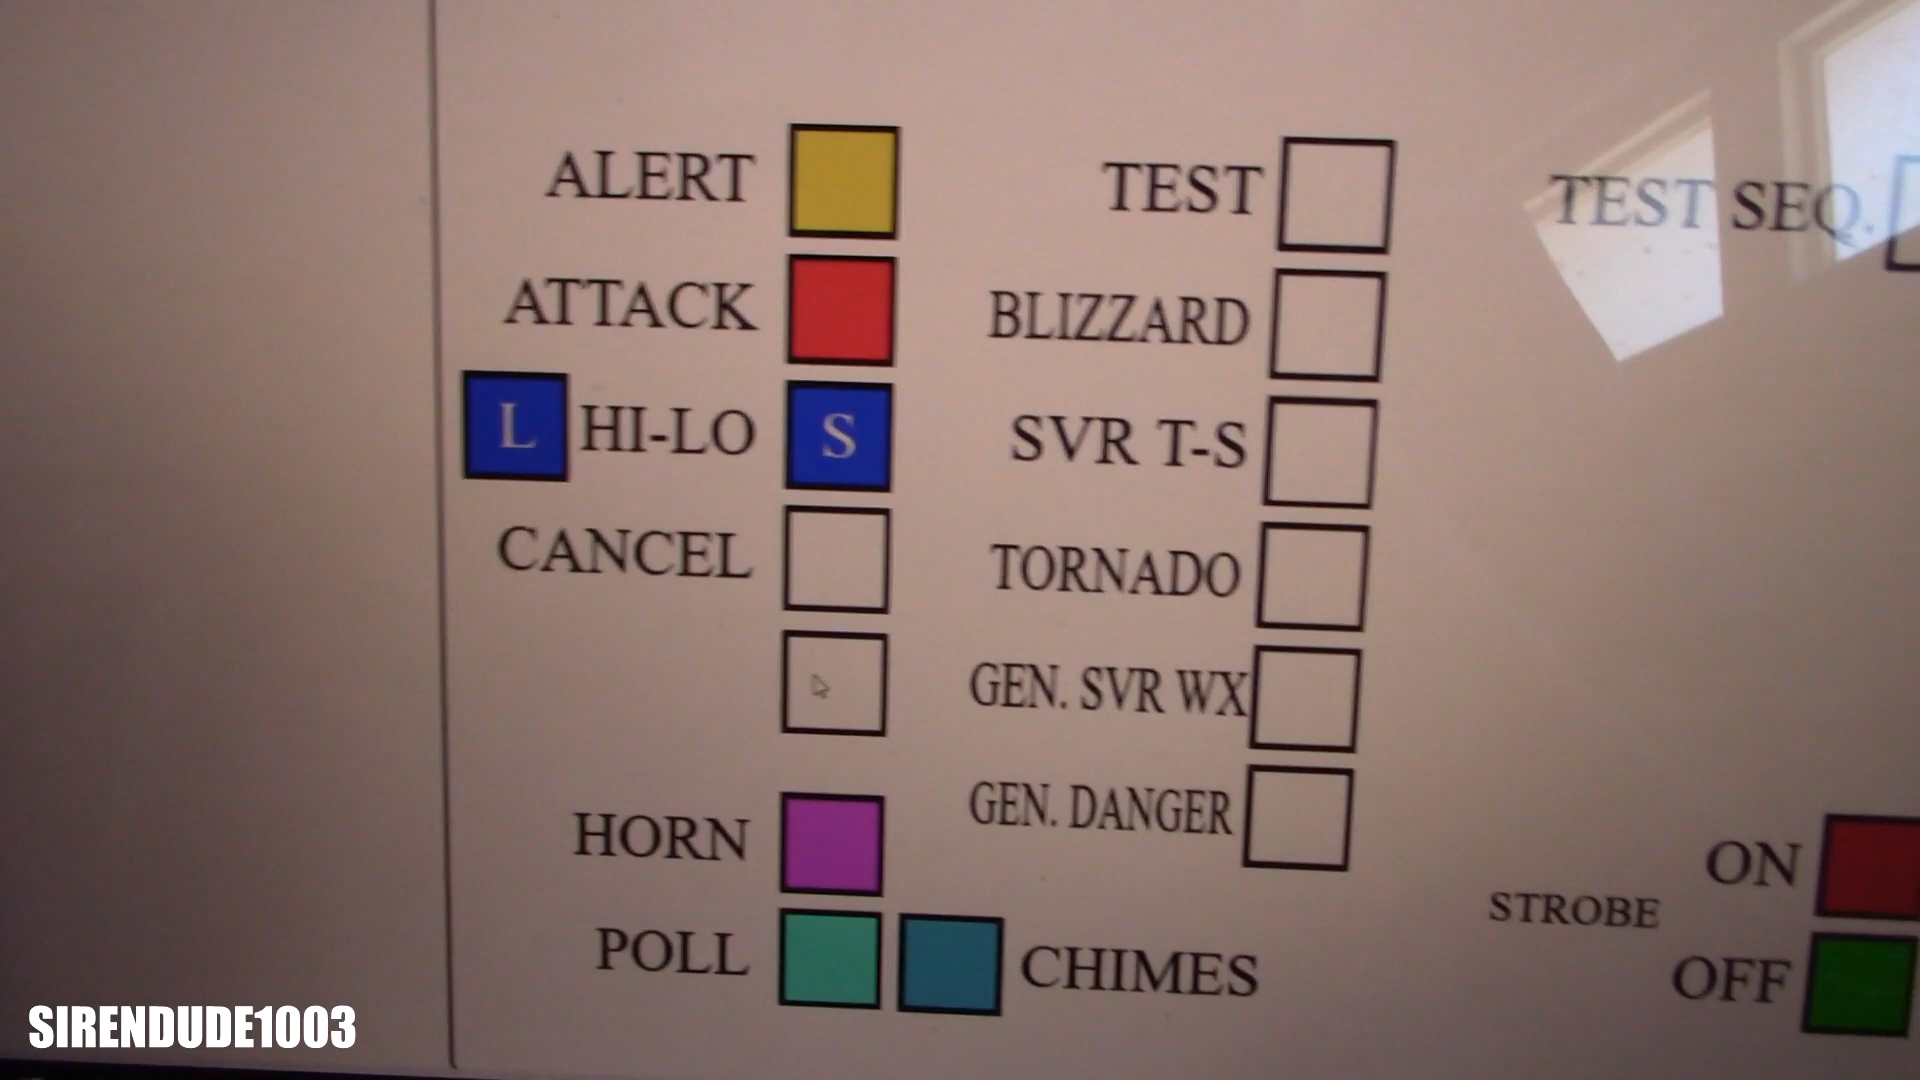 ALERT
ATTACK
L HI-LO S
CANCEL
HORN
POLL
CHIMES
TEST
BLIZZARD
SVR T-S
TORNADO
GEN. SVR WX
GEN. DANGER
TEST SEQ.
STROBE
ON
OFF
SIRENDUDE1003